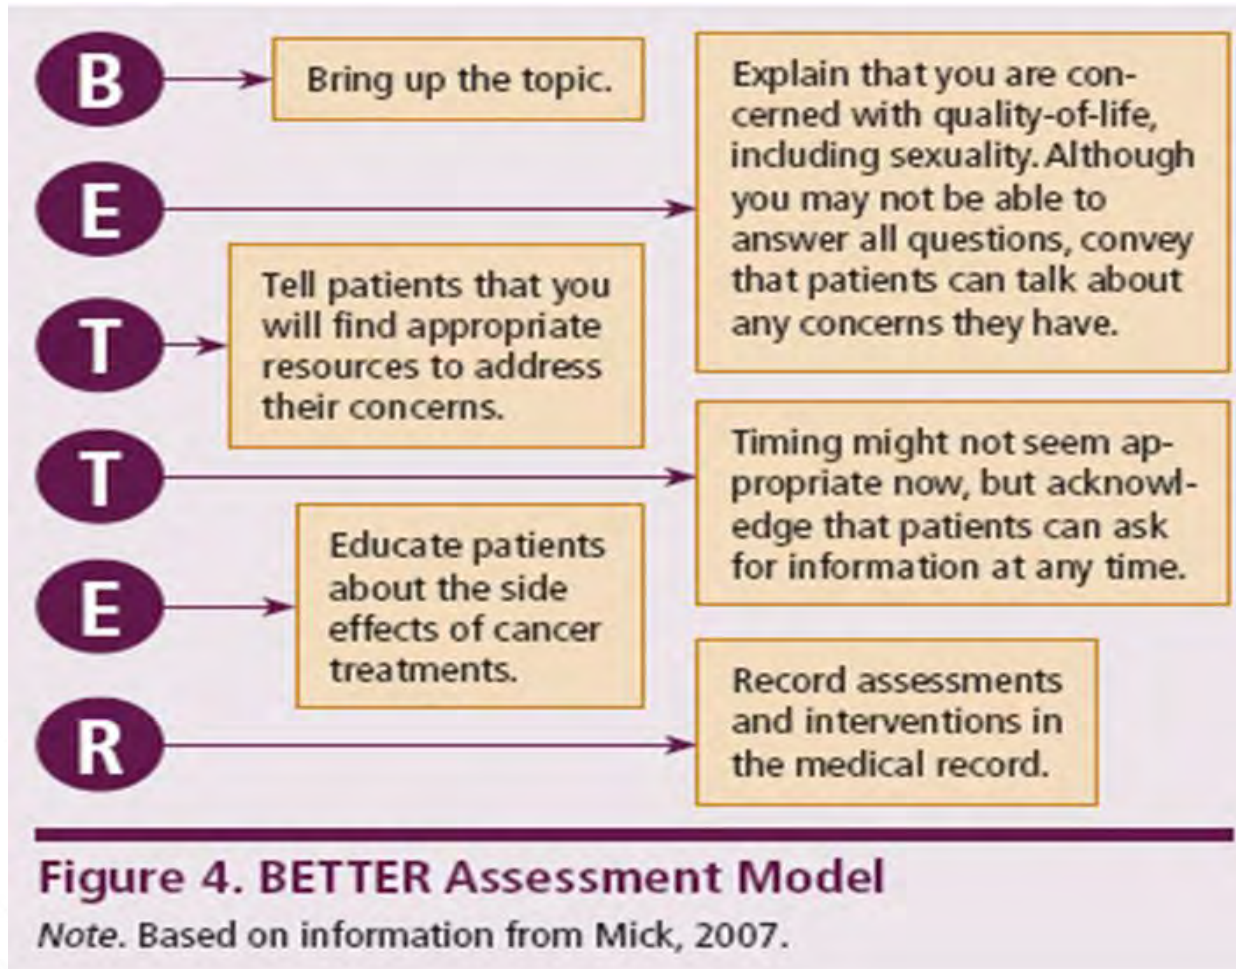 B
Bring up the topic.
E
Explain that you are con-
cerned with quality-of-life,
including sexuality. Although
you may not be able to
answer all questions, convey
that patients can talk about
any concerns they have.
T
Tell patients that you
will find appropriate
resources to address
their concerns.
T
Timing might not seem ap-
propriate now, but acknowl-
edge that patients can ask
for information at any time.
E
Educate patients
about the side
effects of cancer
treatments.
R
Record assessments
and interventions in
the medical record.
Figure 4. BETTER Assessment Model
Note. Based on information from Mick, 2007.